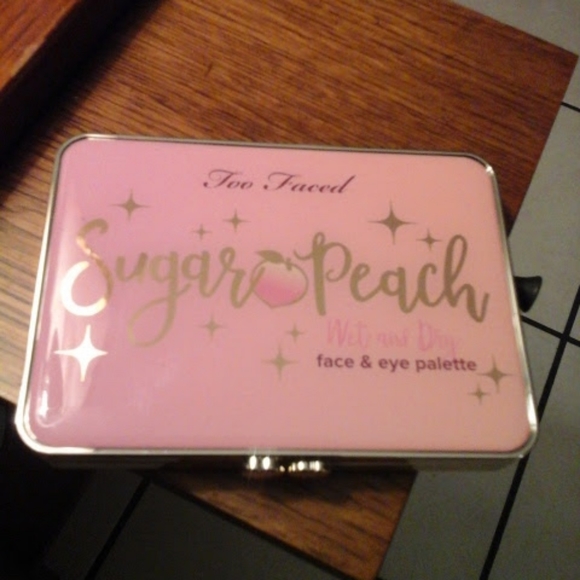 Too Faced
Sugar Peach
Wet and Dry
face & eye palette